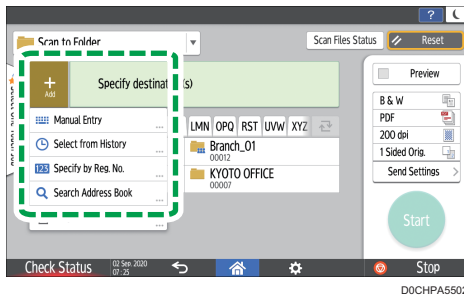 ?
Scan to Folder
Scan Files Status
Reset
Add
Specify destinat (s)
Preview
B & W
PDF
200 dpi
1 Sided Orig.
Send Settings
Start
Manual Entry
Select from History
123 Specify by Reg. No.
Search Address Book
LMN OPQ RST UVW XYZ
Branch_01
00012
KYOTO OFFICE
00007
Check Status
02 Sep. 2020
07:25
Stop
D0CHPA5502